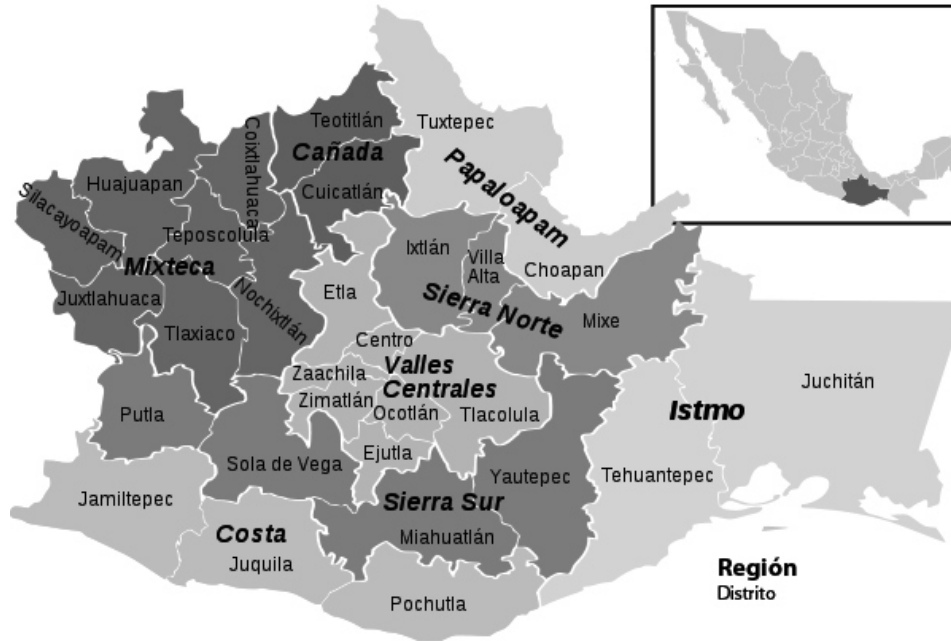 Teotitlán
Tuxtepec
Coixtlahuaca
Cañada
Papaloapam
Huajuapan
Cuicatlán
Silacayoapam
Teposcolula
Ixtlán
Villa
Alta
Choapan
Mixteca
Etla
Sierra Norte
Juxtlahuaca
Nochixtlán
Mixe
Tlaxiaco
Centro
Valles
Centrales
Zaachila
Juchitán
Zimatlán
Ocotlán
Tlacolula
Istmo
Putla
Ejutla
Sola de Vega
Yautepec
Tehuantepec
Jamiltepec
Sierra Sur
Costa
Miahuatlán
Juquila
Región
Distrito
Pochutla